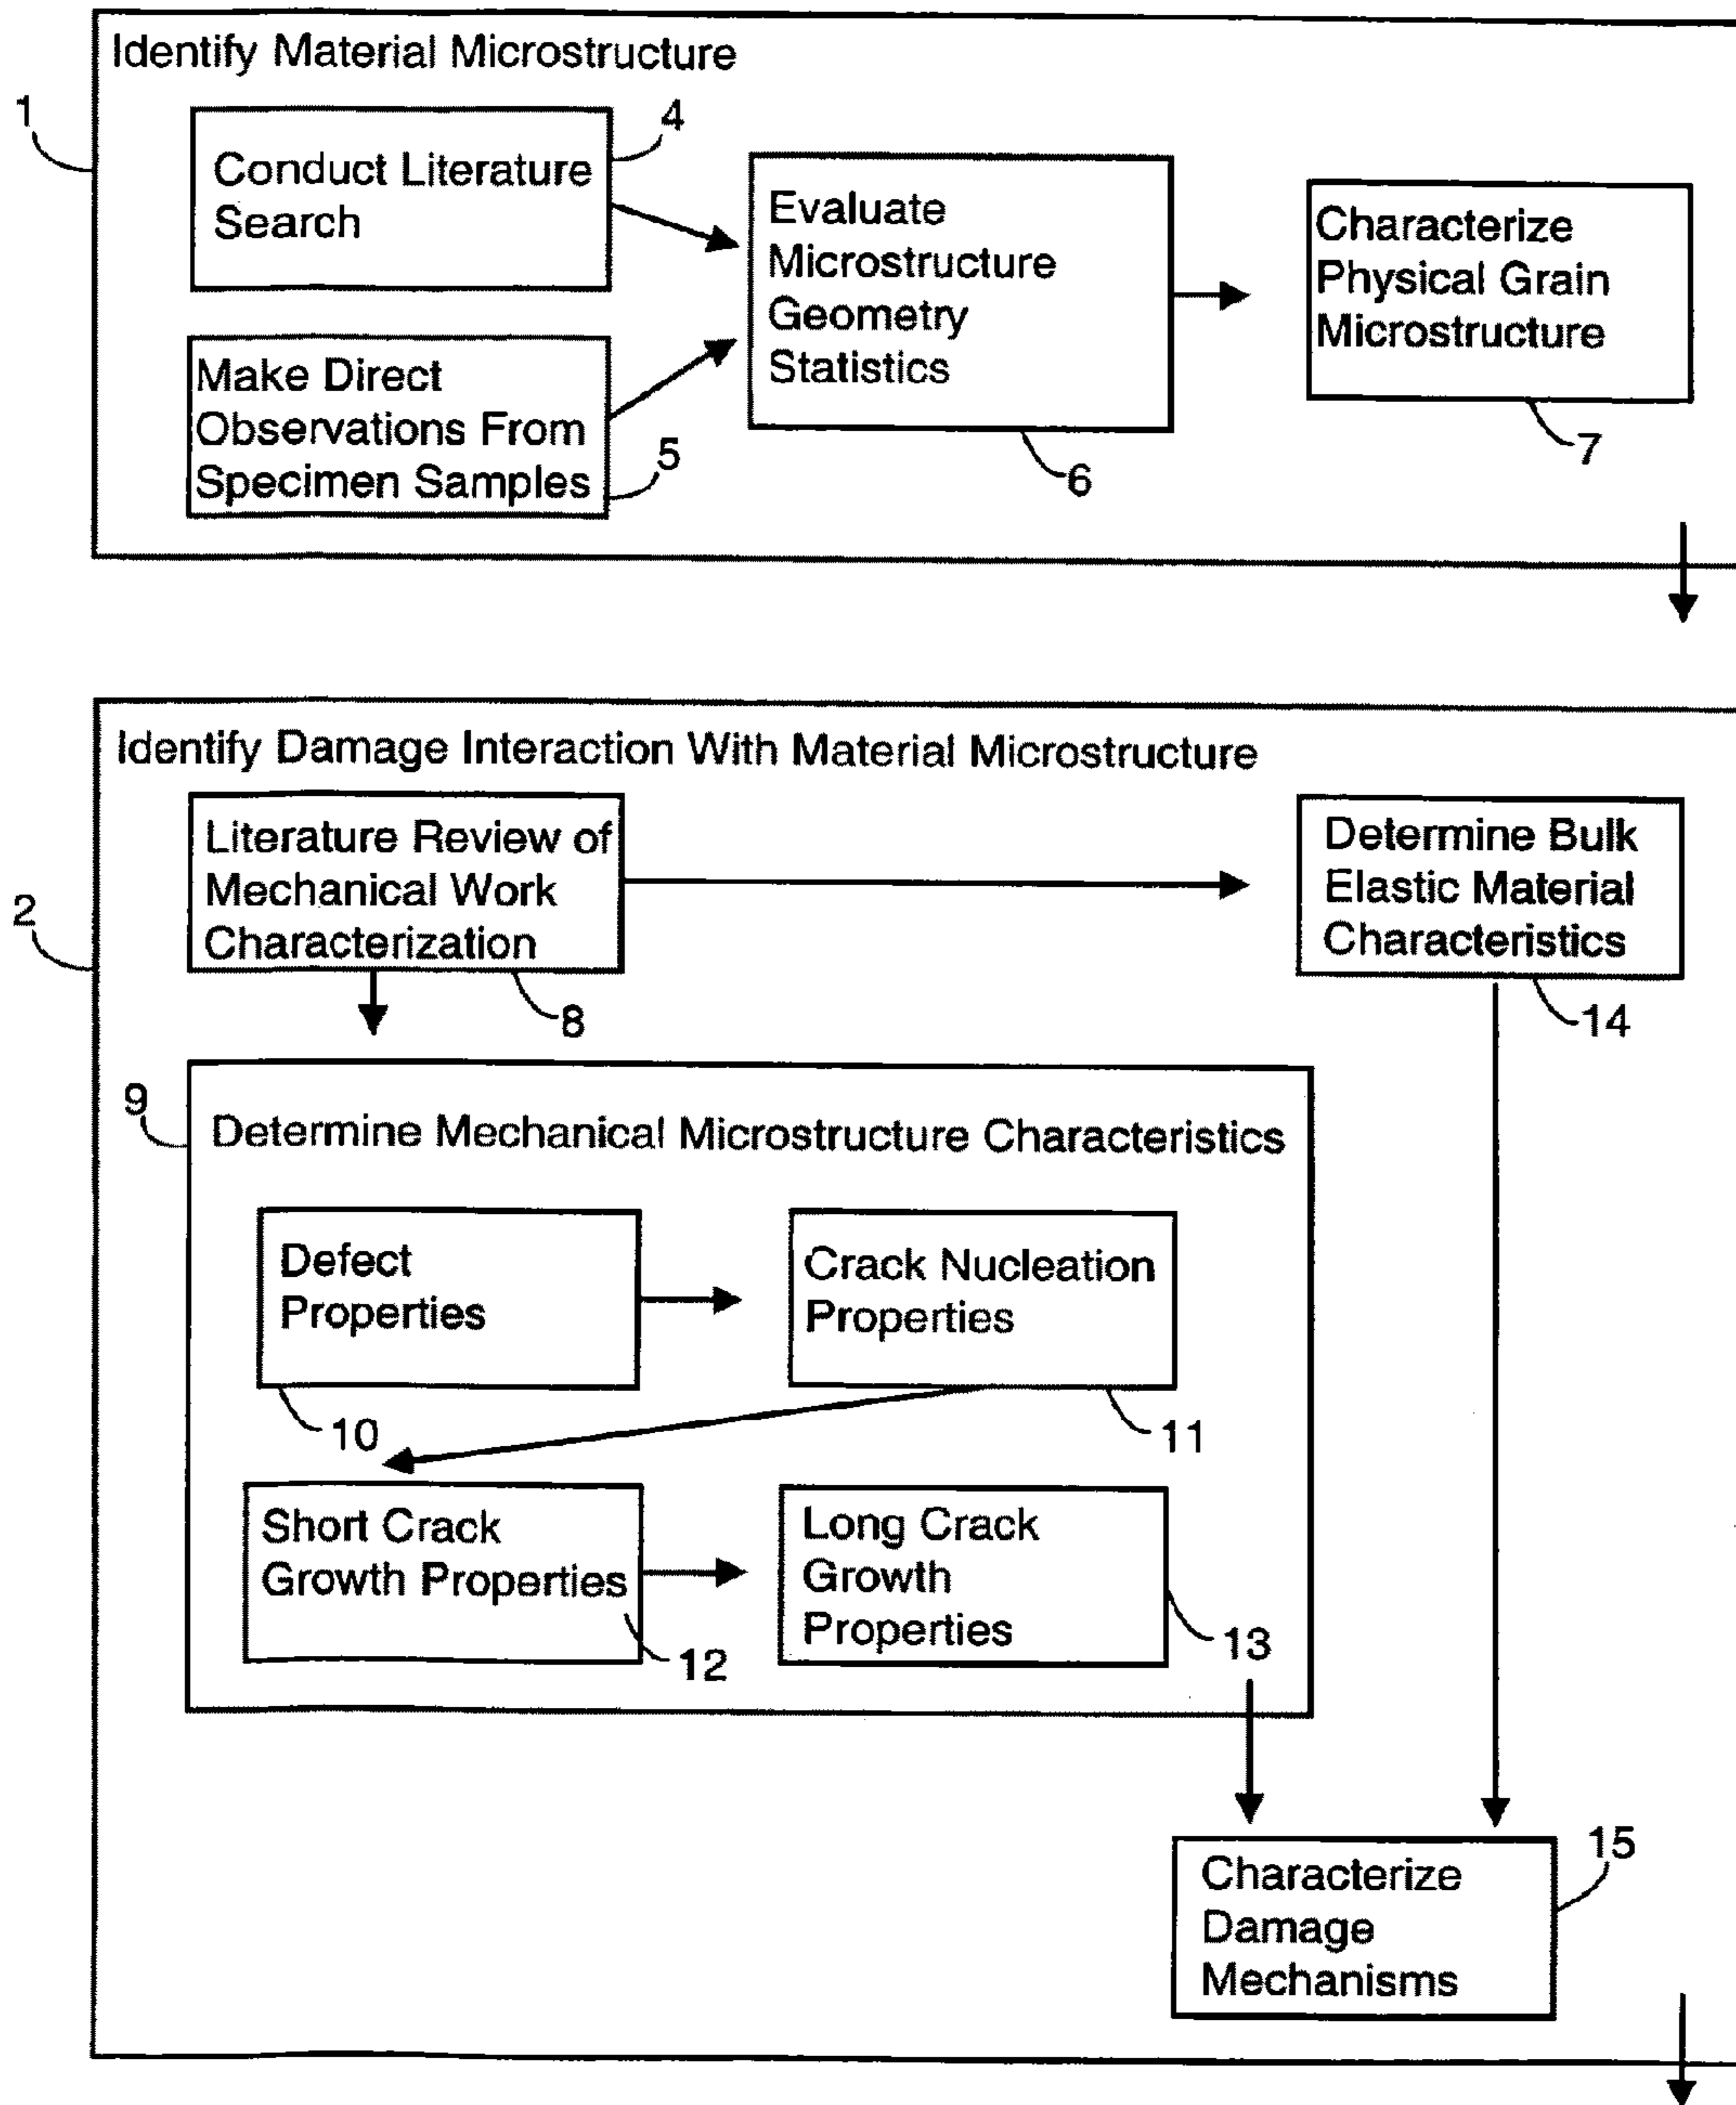 Identify Material Microstructure
1
4
Conduct Literature
Search
Make Direct
Observations From
Specimen Samples
5
Evaluate
Microstructure
Geometry
Statistics
6
Characterize
Physical Grain
Microstructure
7
Identify Damage Interaction With Material Microstructure
2
Literature Review of
Mechanical Work
Characterization
8
Determine Bulk
Elastic Material
Characteristics
14
9
Determine Mechanical Microstructure Characteristics
Defect
Properties
10
Crack Nucleation
Properties
11
Short Crack
Growth Properties
12
Long Crack
Growth
Properties
13
15
Characterize
Damage
Mechanisms